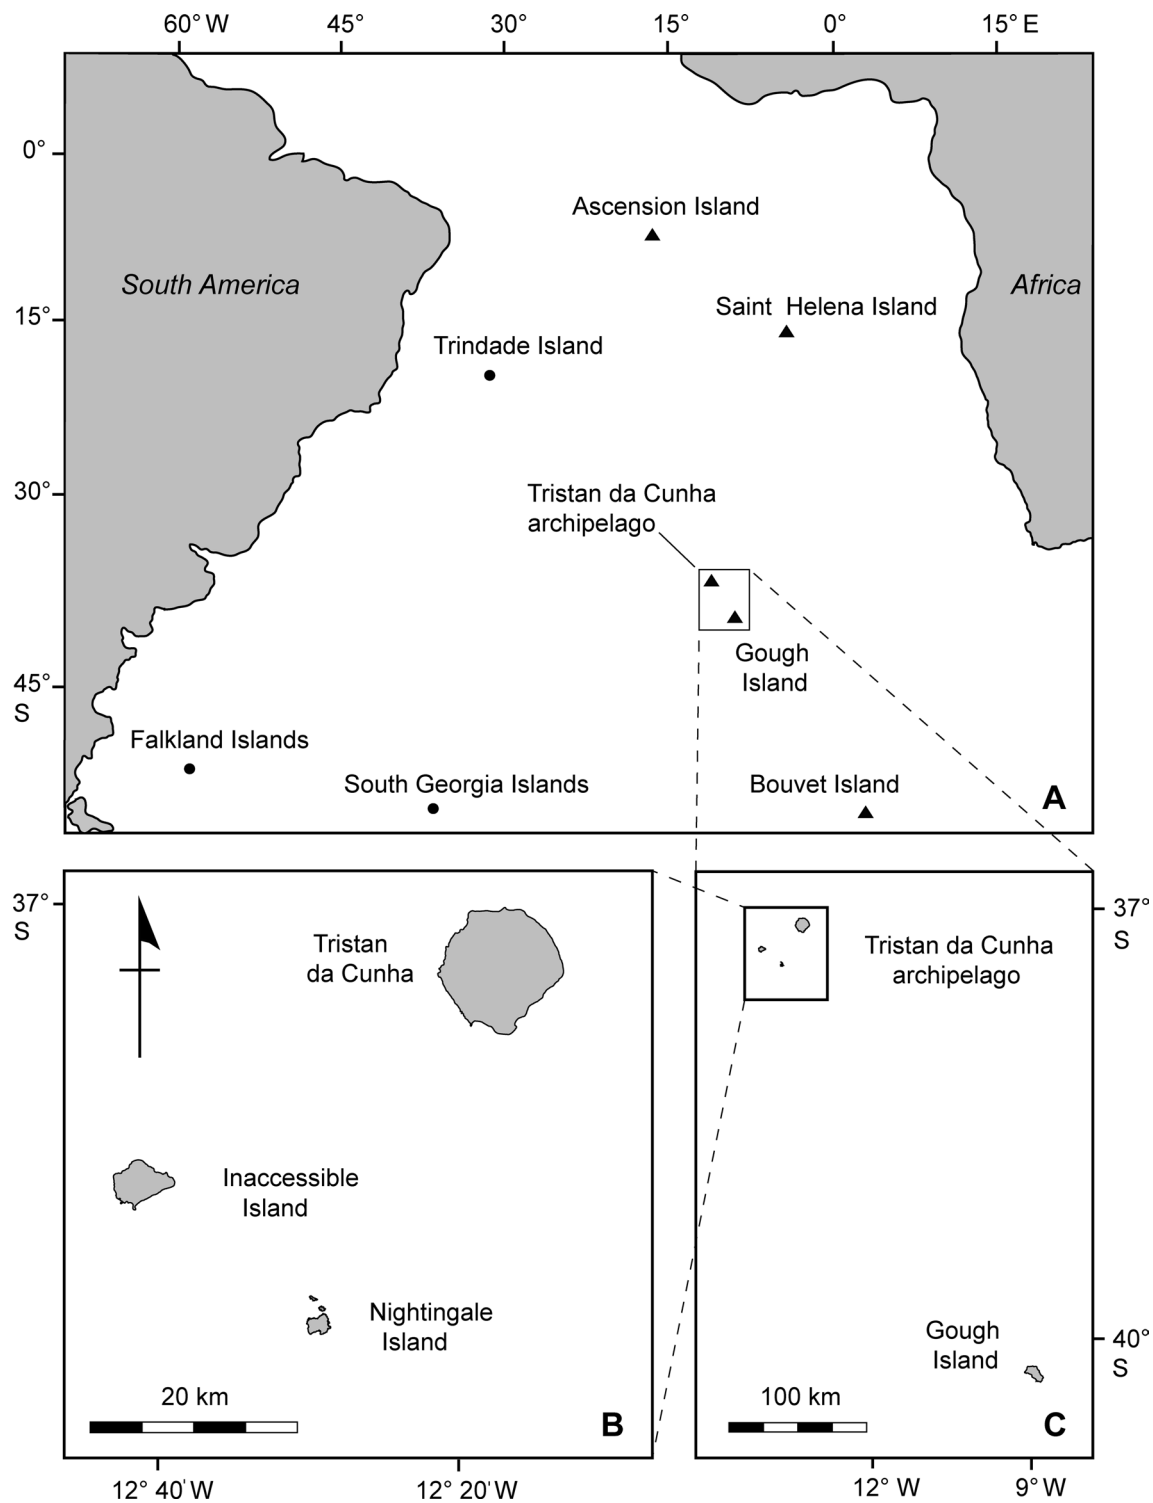 60° W 45° 30° 15° 0° 15° E
0°
Ascension Island
South America
Africa
Saint Helena Island
15°
Trindade Island
30°
Tristan da Cunha
archipelago
Gough
Island
45°
S
Falkland Islands
South Georgia Islands
Bouvet Island
A
37°
S
Tristan
da Cunha
Inaccessible
Island
Nightingale
Island
20 km
B
12° 40' W 12° 20' W
37°
S
Tristan da Cunha
archipelago
Gough
Island
40°
S
100 km
C
12° W 9° W